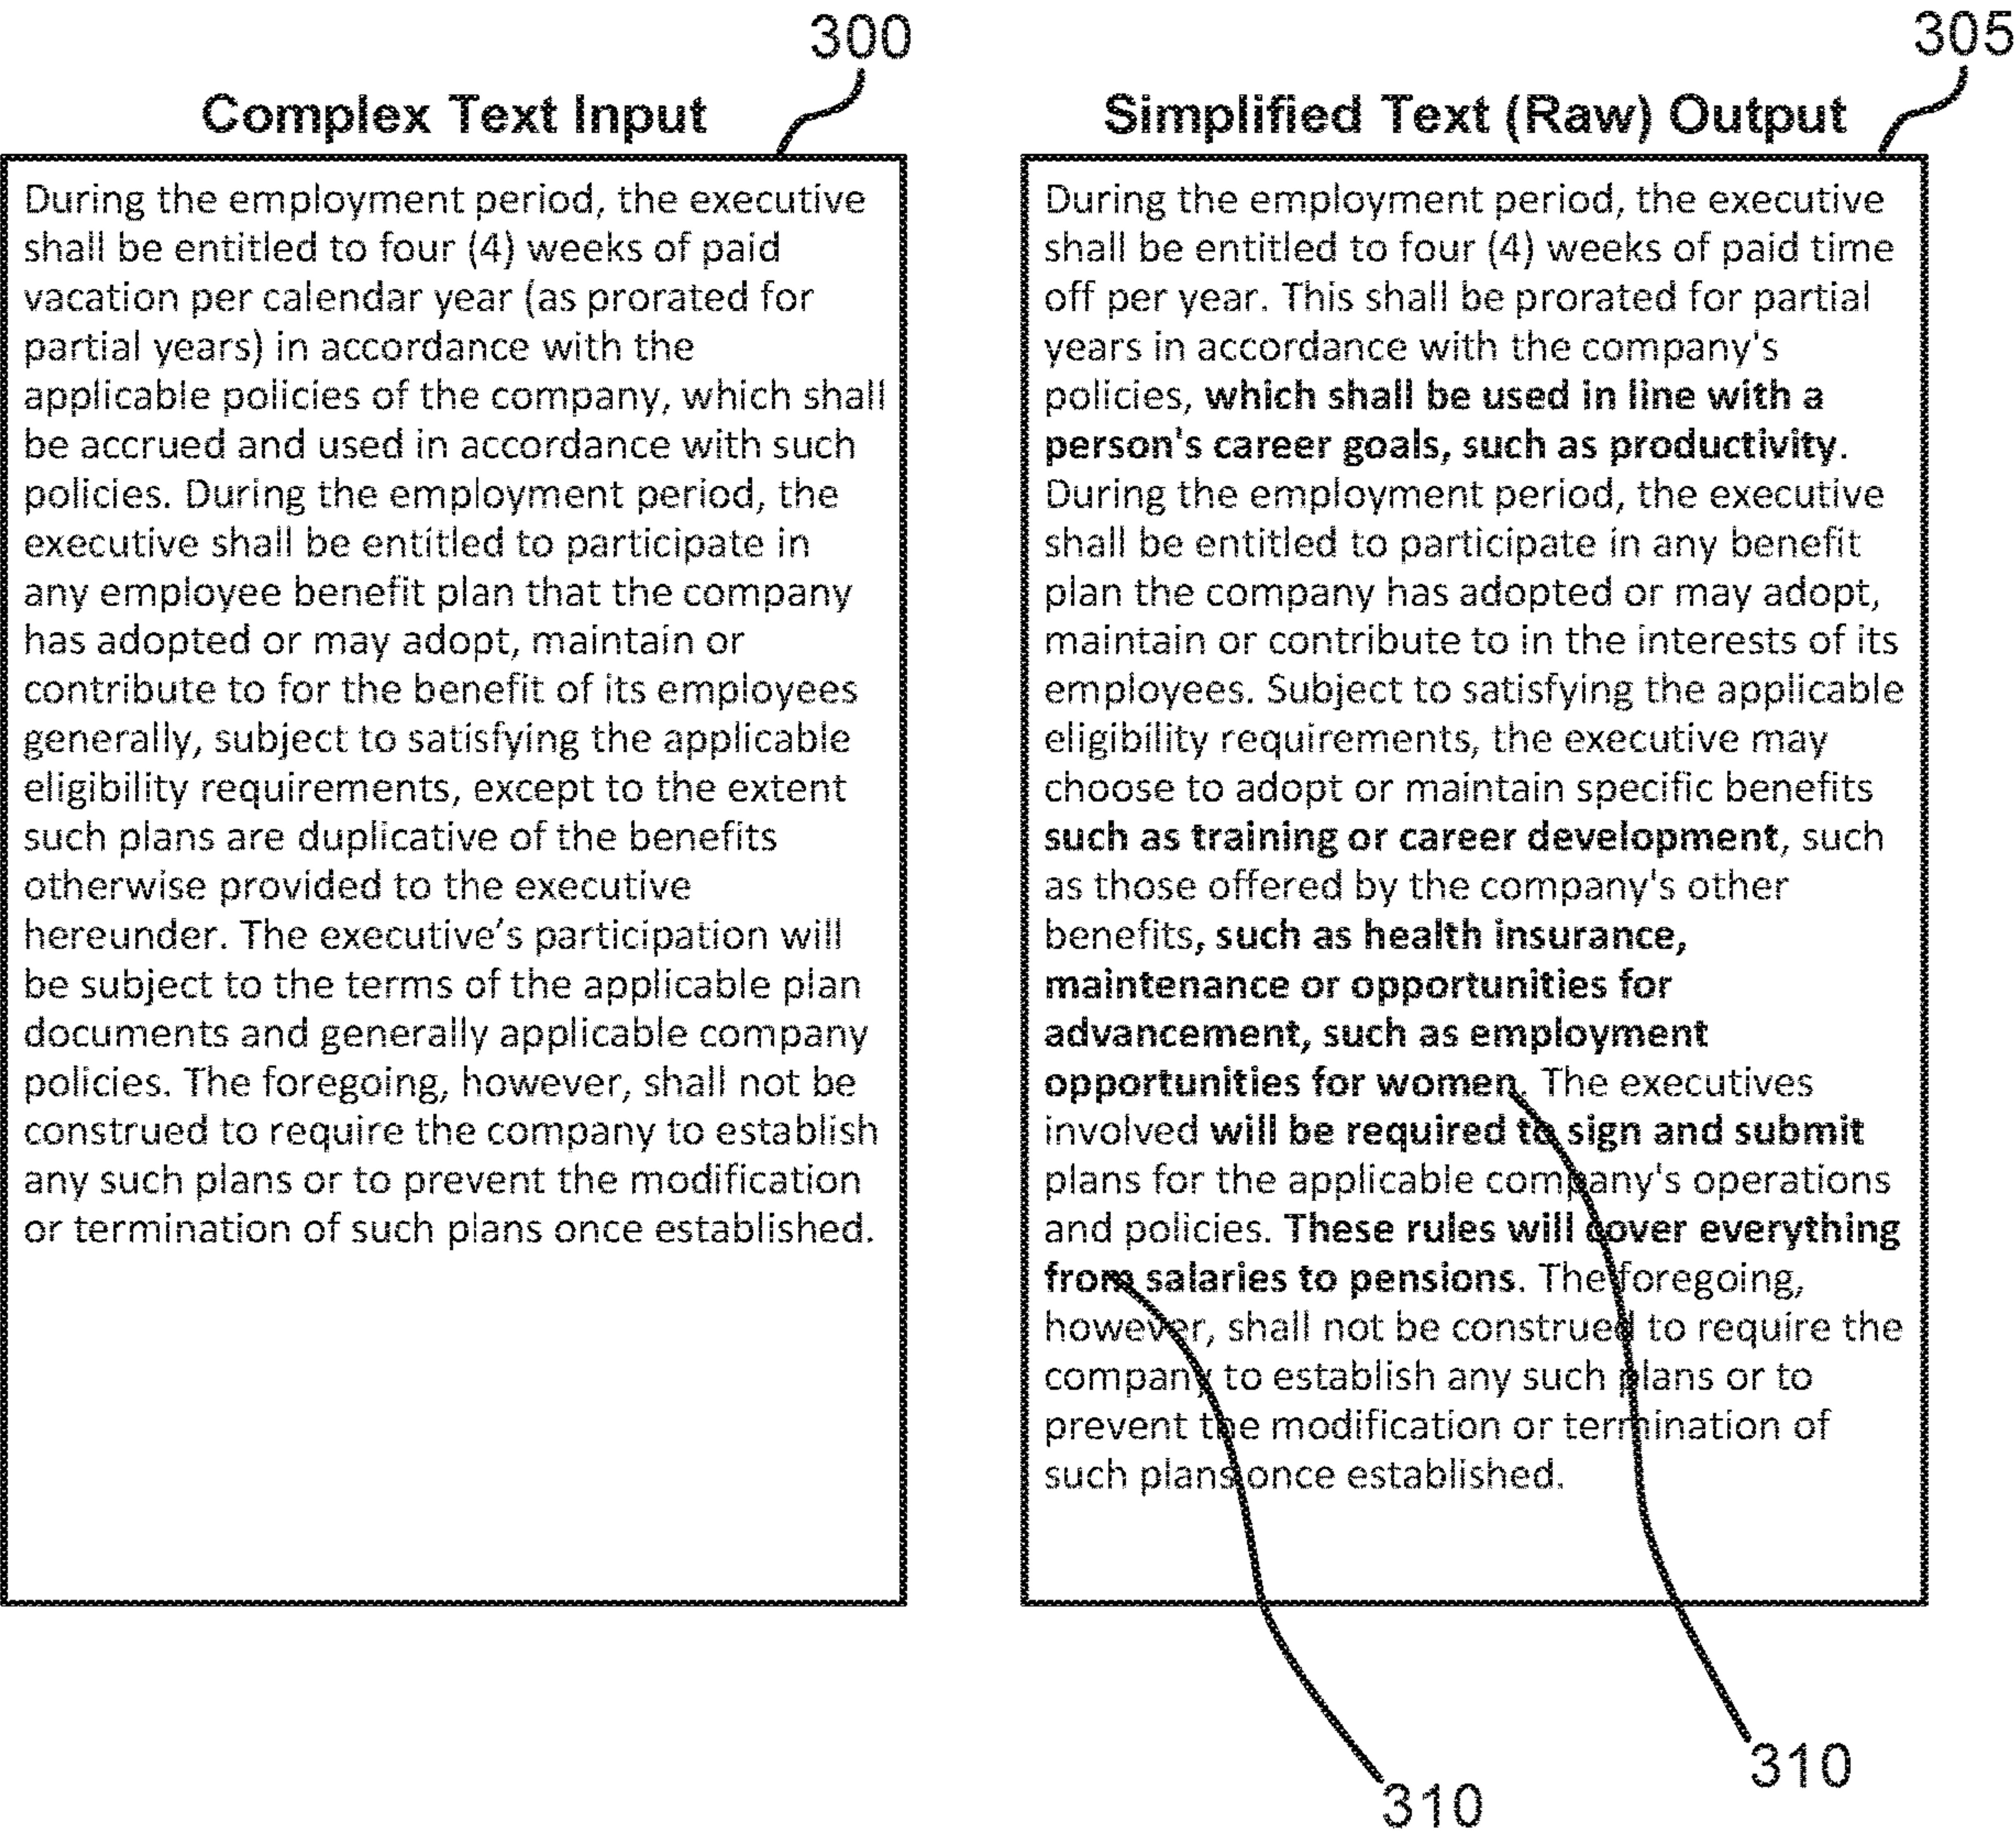 300
Complex Text Input
During the employment period, the executive
shall be entitled to four (4) weeks of paid
vacation per calendar year (as prorated for
partial years) in accordance with the
applicable policies of the company, which shall
be accrued and used in accordance with such
policies. During the employment period, the
executive shall be entitled to participate in
any employee benefit plan that the company
has adopted or may adopt, maintain or
contribute to for the benefit of its employees
generally, subject to satisfying the applicable
eligibility requirements, except to the extent
such plans are duplicative of the benefits
otherwise provided to the executive
hereunder. The executive's participation will
be subject to the terms of the applicable plan
documents and generally applicable company
policies. The foregoing, however, shall not be
construed to require the company to establish
any such plans or to prevent the modification
or termination of such plans once established.
305
Simplified Text (Raw) Output
During the employment period, the executive
shall be entitled to four (4) weeks of paid time
off per year. This shall be prorated for partial
years in accordance with the company's
policies, which shall be used in line with a
person's career goals, such as productivity.
During the employment period, the executive
shall be entitled to participate in any benefit
plan the company has adopted or may adopt,
maintain or contribute to in the interests of its
employees. Subject to satisfying the applicable
eligibility requirements, the executive may
choose to adopt or maintain specific benefits
such as training or career development, such
as those offered by the company's other
benefits, such as health insurance,
maintenance or opportunities for
advancement, such as employment
opportunities for women. The executives
involved will be required to sign and submit
plans for the applicable company's operations
and policies. These rules will cover everything
from salaries to pensions. The foregoing,
however, shall not be construed to require the
company to establish any such plans or to
prevent the modification or termination of
such plans once established.
310
310